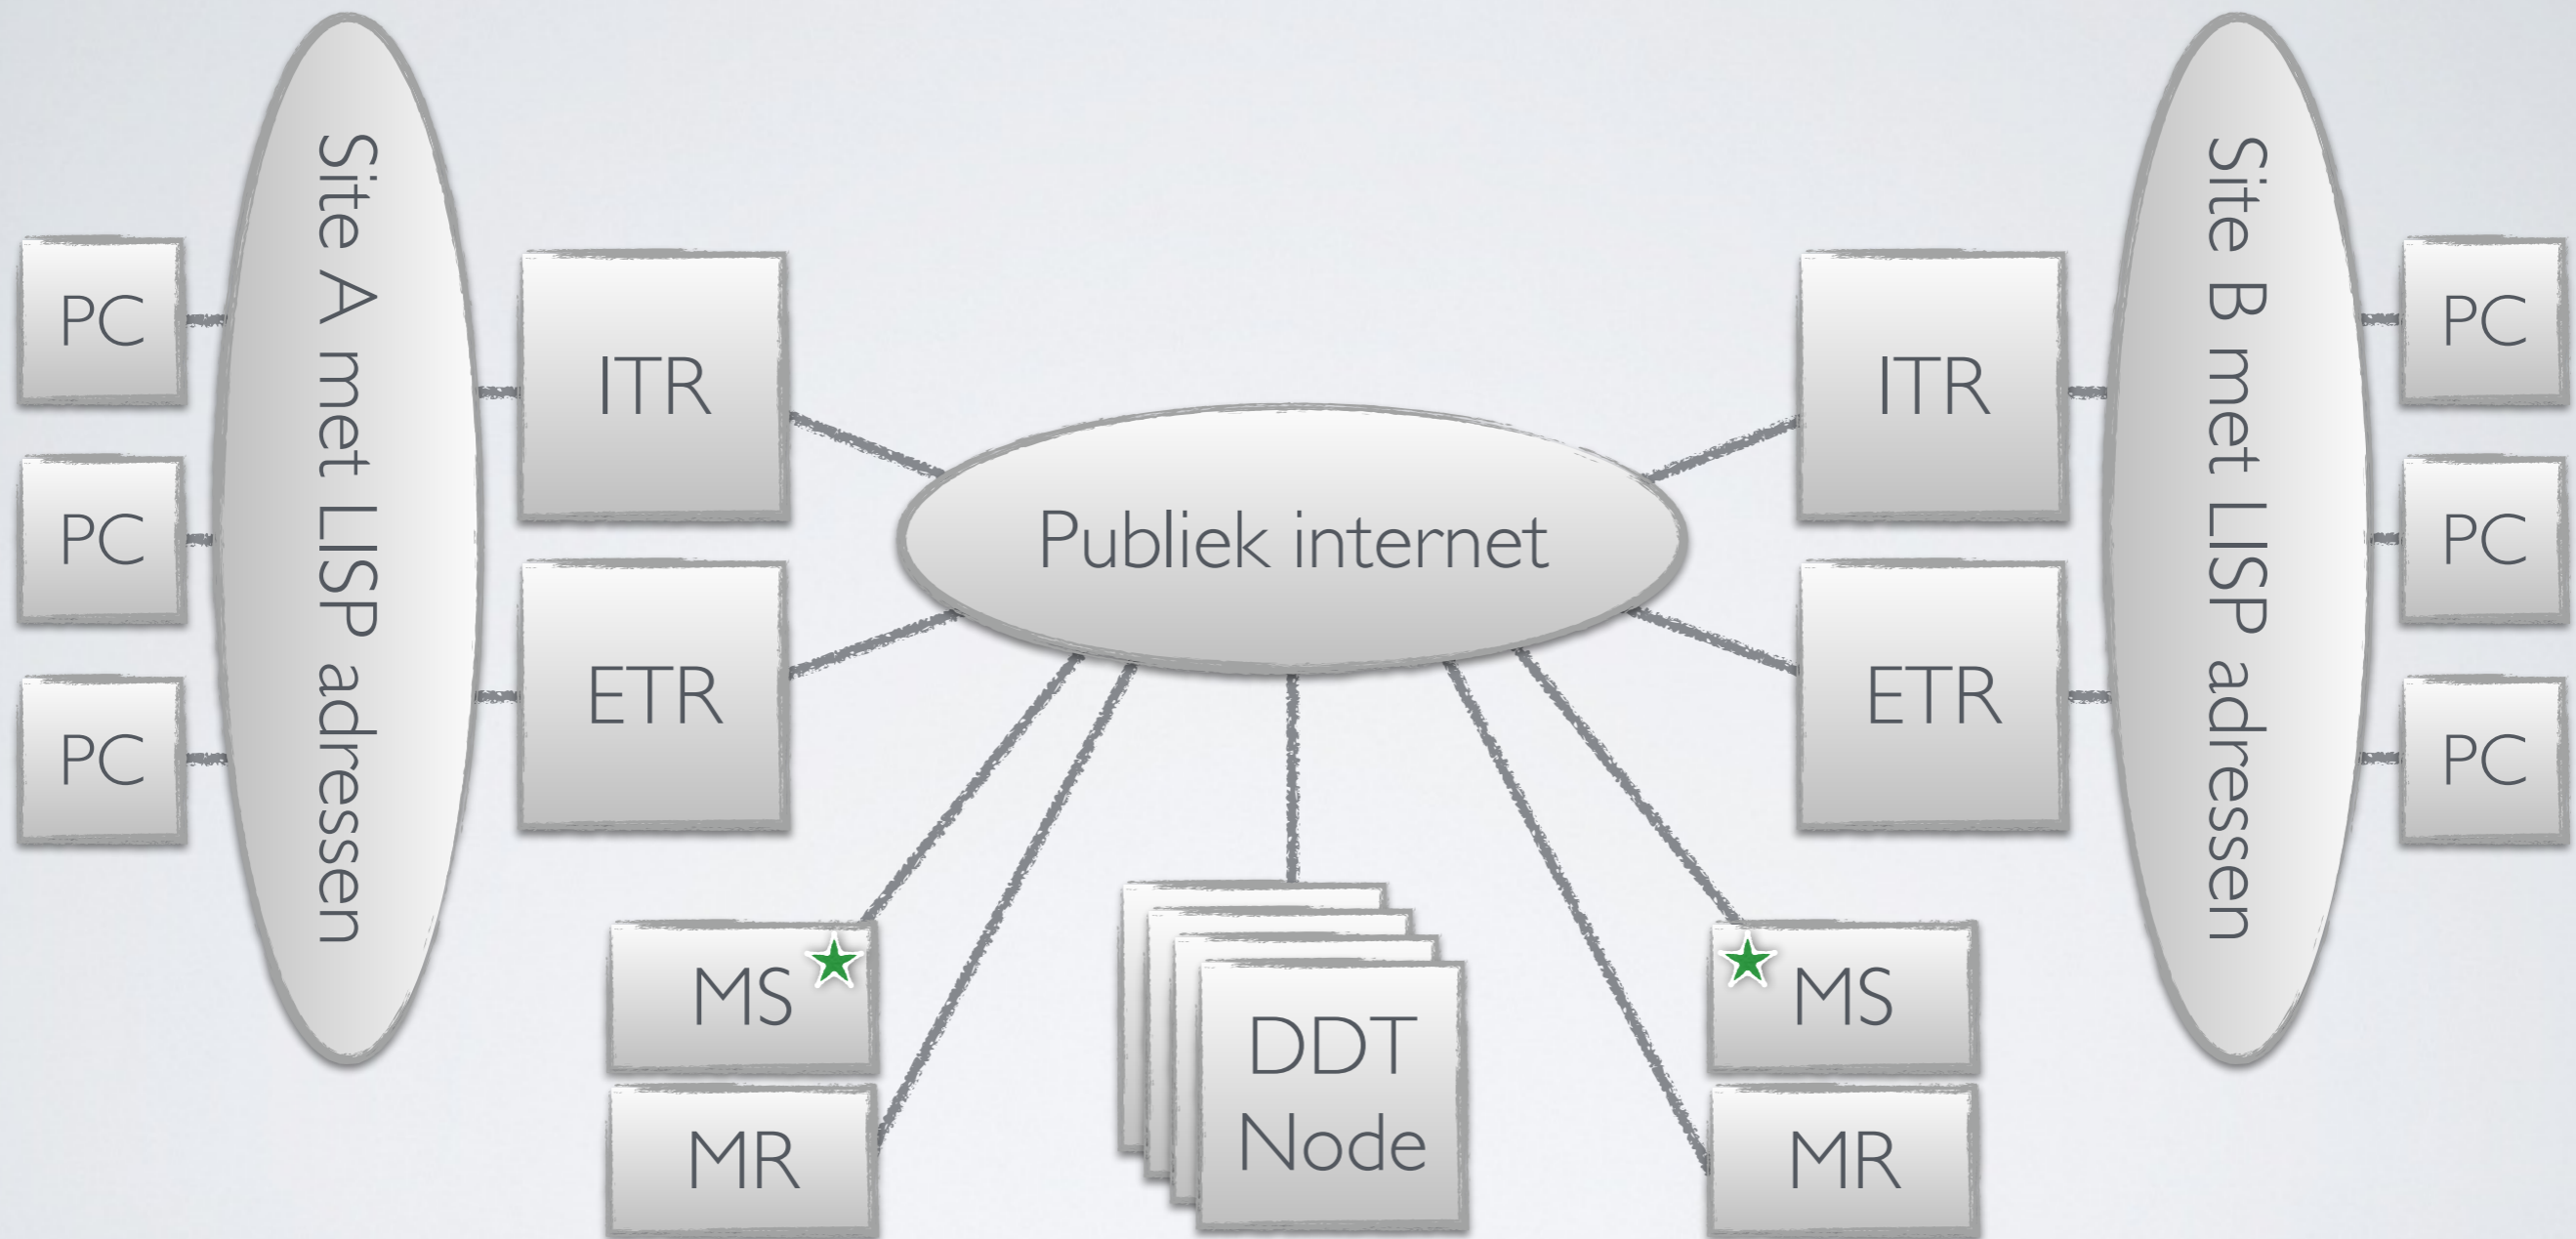 PC
PC
PC
Site A met LISP adressen
ITR
ETR
Publiek internet
MS
MR
DDT
Node
MS
MR
ITR
ETR
Site B met LISP adressen
PC
PC
PC